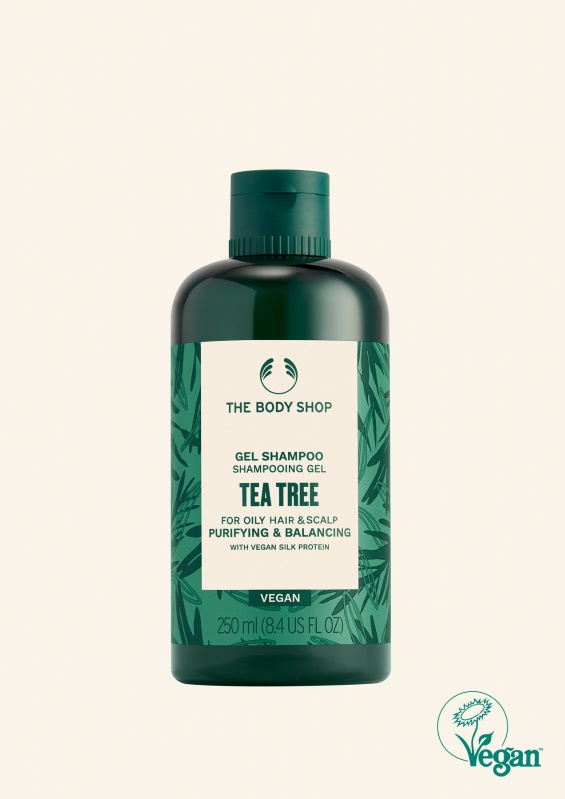 THE BODY SHOP
GEL SHAMPOO
SHAMPOOING GEL
TEA TREE
FOR OILY HAIR & SCALP
PURIFYING & BALANCING
WITH VEGAN SILK PROTEIN
VEGAN
250 ml (8.4 US FL OZ)
Vegan™